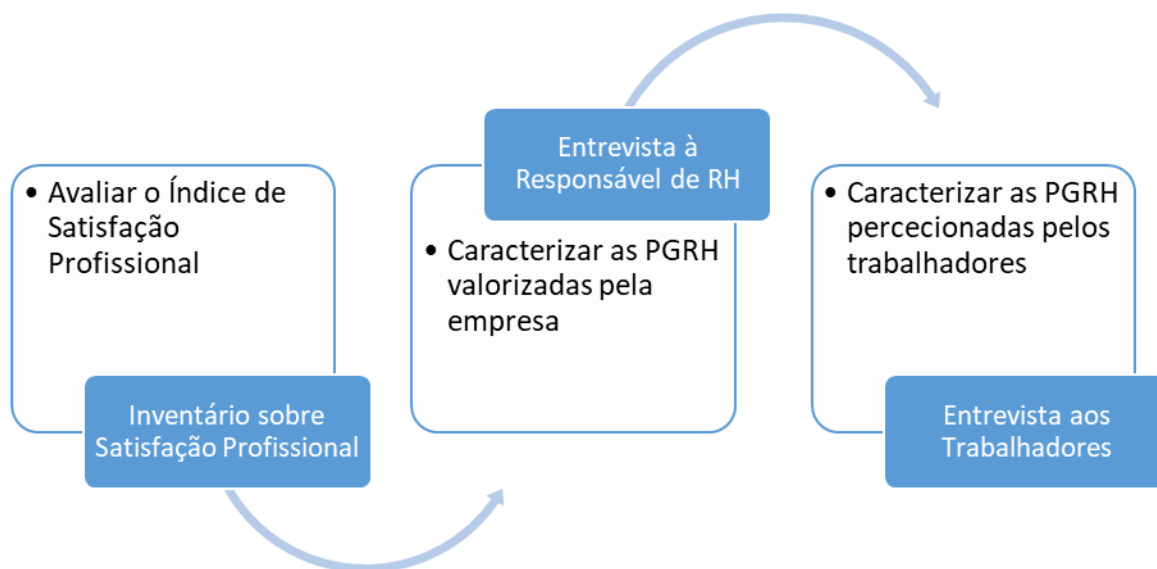 • Avaliar o Índice de
Satisfação
Profissional
Inventário sobre
Satisfação Profissional
Entrevista à
Responsável de RH
• Caracterizar as PGRH
valorizadas pela
empresa
• Caracterizar as PGRH
percecionadas pelos
trabalhadores
Entrevista aos
Trabalhadores